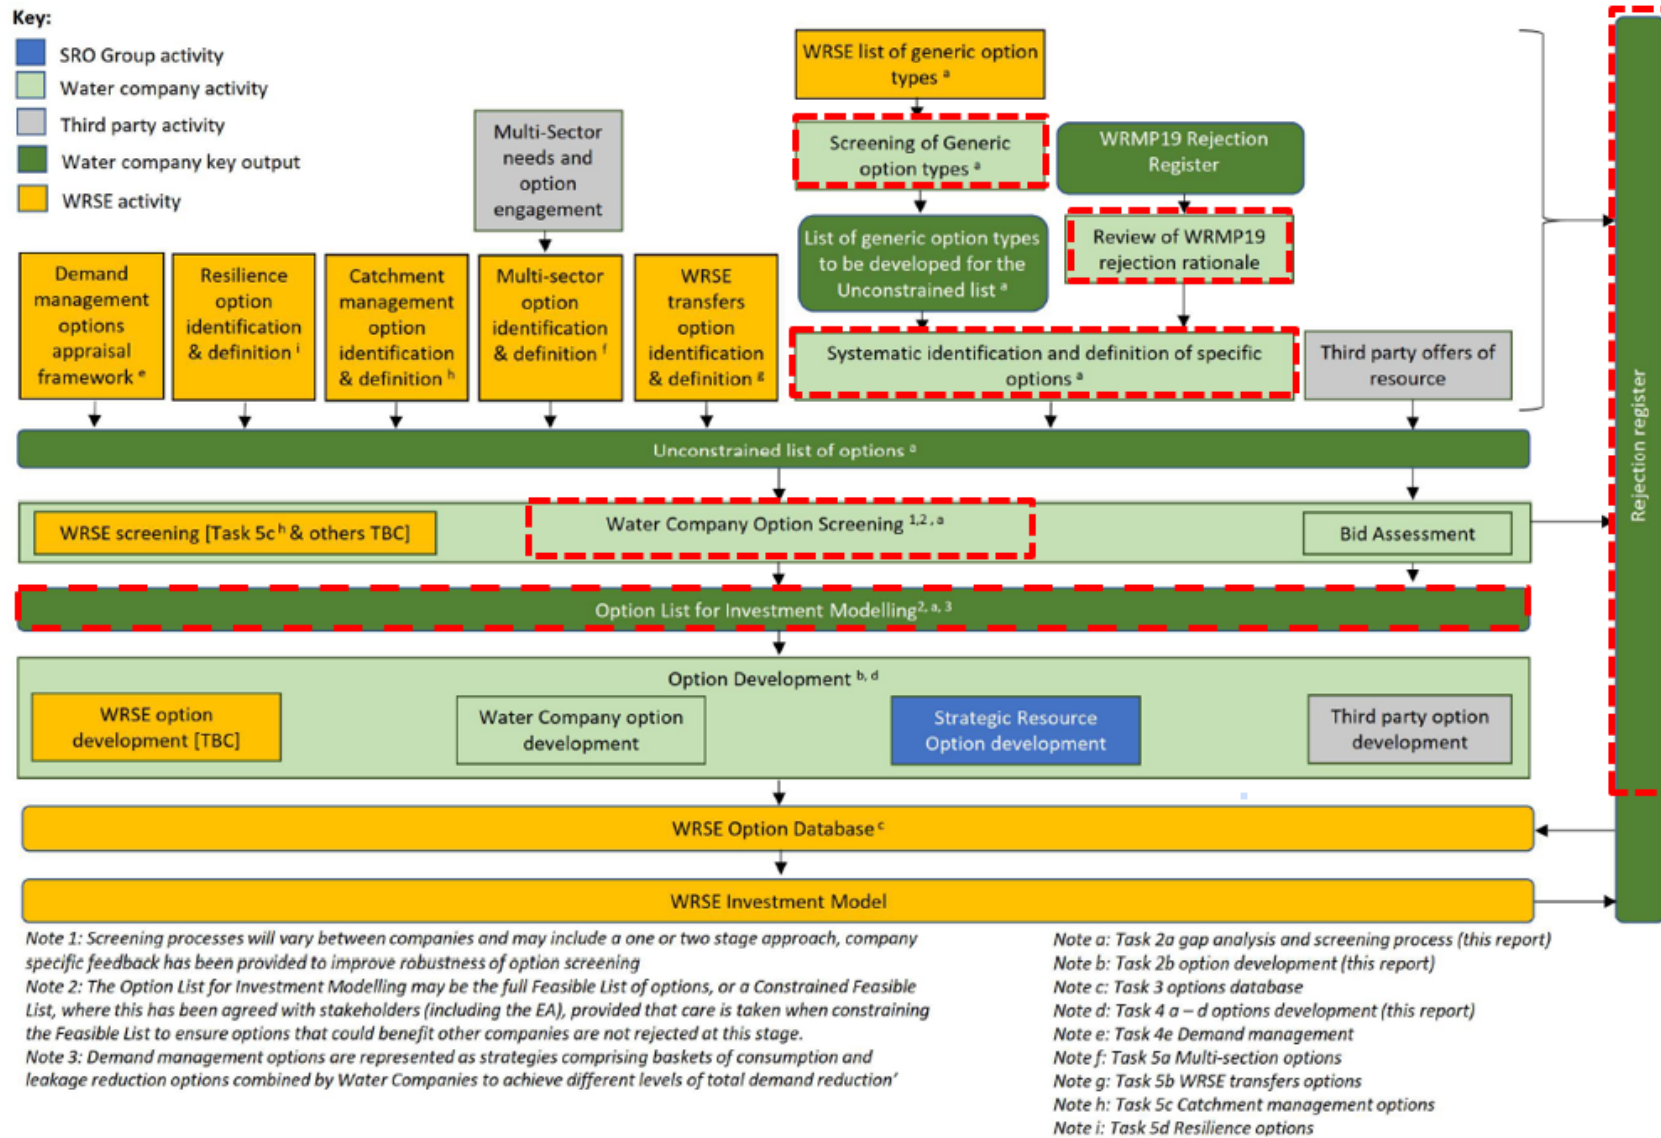 Key:
SRO Group activity
Water company activity
Third party activity
Water company key output
WRSE activity
WRSE list of generic option
types a
Multi-Sector
needs and
option
engagement
Screening of Generic
option types a
WRMP19 Rejection
Register
List of generic option types
to be developed for the
Unconstrained list a
Review of WRMP19
rejection rationale
Demand
management
options
appraisal
framework e
Resilience
option
identification
& definition i
Catchment
management
option
identification
& definition h
Multi-sector
option
identification
& definition f
WRSE
transfers
option
identification
& definition g
Systematic identification and definition of specific
options a
Third party offers of
resource
Rejection register
Unconstrained list of options a
WRSE screening [Task 5c h & others TBC]
Water Company Option Screening 1,2, a
Bid Assessment
Option List for Investment Modelling2, a, 3
Option Development b, d
WRSE option
development [TBC]
Water Company option
development
Strategic Resource
Option development
Third party option
development
WRSE Option Database c
WRSE Investment Model
Note 1: Screening processes will vary between companies and may include a one or two stage approach, company
specific feedback has been provided to improve robustness of option screening
Note 2: The Option List for Investment Modelling may be the full Feasible List of options, or a Constrained Feasible
List, where this has been agreed with stakeholders (including the EA), provided that care is taken when constraining
the Feasible List to ensure options that could benefit other companies are not rejected at this stage.
Note 3: Demand management options are represented as strategies comprising baskets of consumption and
leakage reduction options combined by Water Companies to achieve different levels of total demand reduction'
Note a: Task 2a gap analysis and screening process (this report)
Note b: Task 2b option development (this report)
Note c: Task 3 options database
Note d: Task 4 a – d options development (this report)
Note e: Task 4e Demand management
Note f: Task 5a Multi-section options
Note g: Task 5b WRSE transfers options
Note h: Task 5c Catchment management options
Note i: Task 5d Resilience options